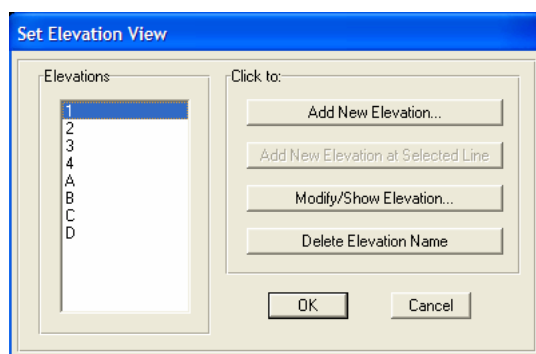 Set Elevation View
Elevations
1
2
3
4
A
B
C
D
Click to:
Add New Elevation...
Add New Elevation at Selected Line
Modify/Show Elevation...
Delete Elevation Name
OK
Cancel